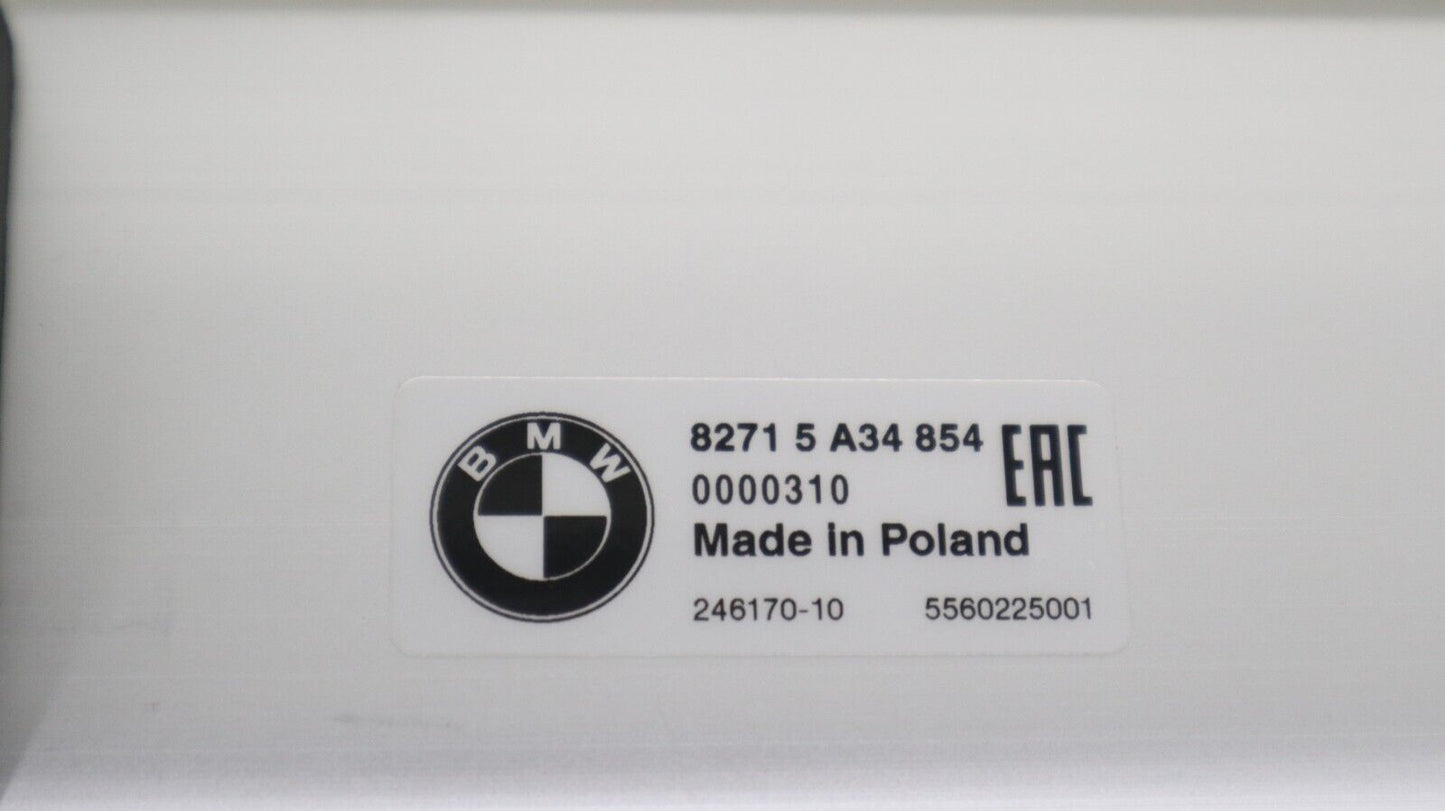 BMW
8271 5 A34 854 EAC
0000310
Made in Poland
246170-10 5560225001